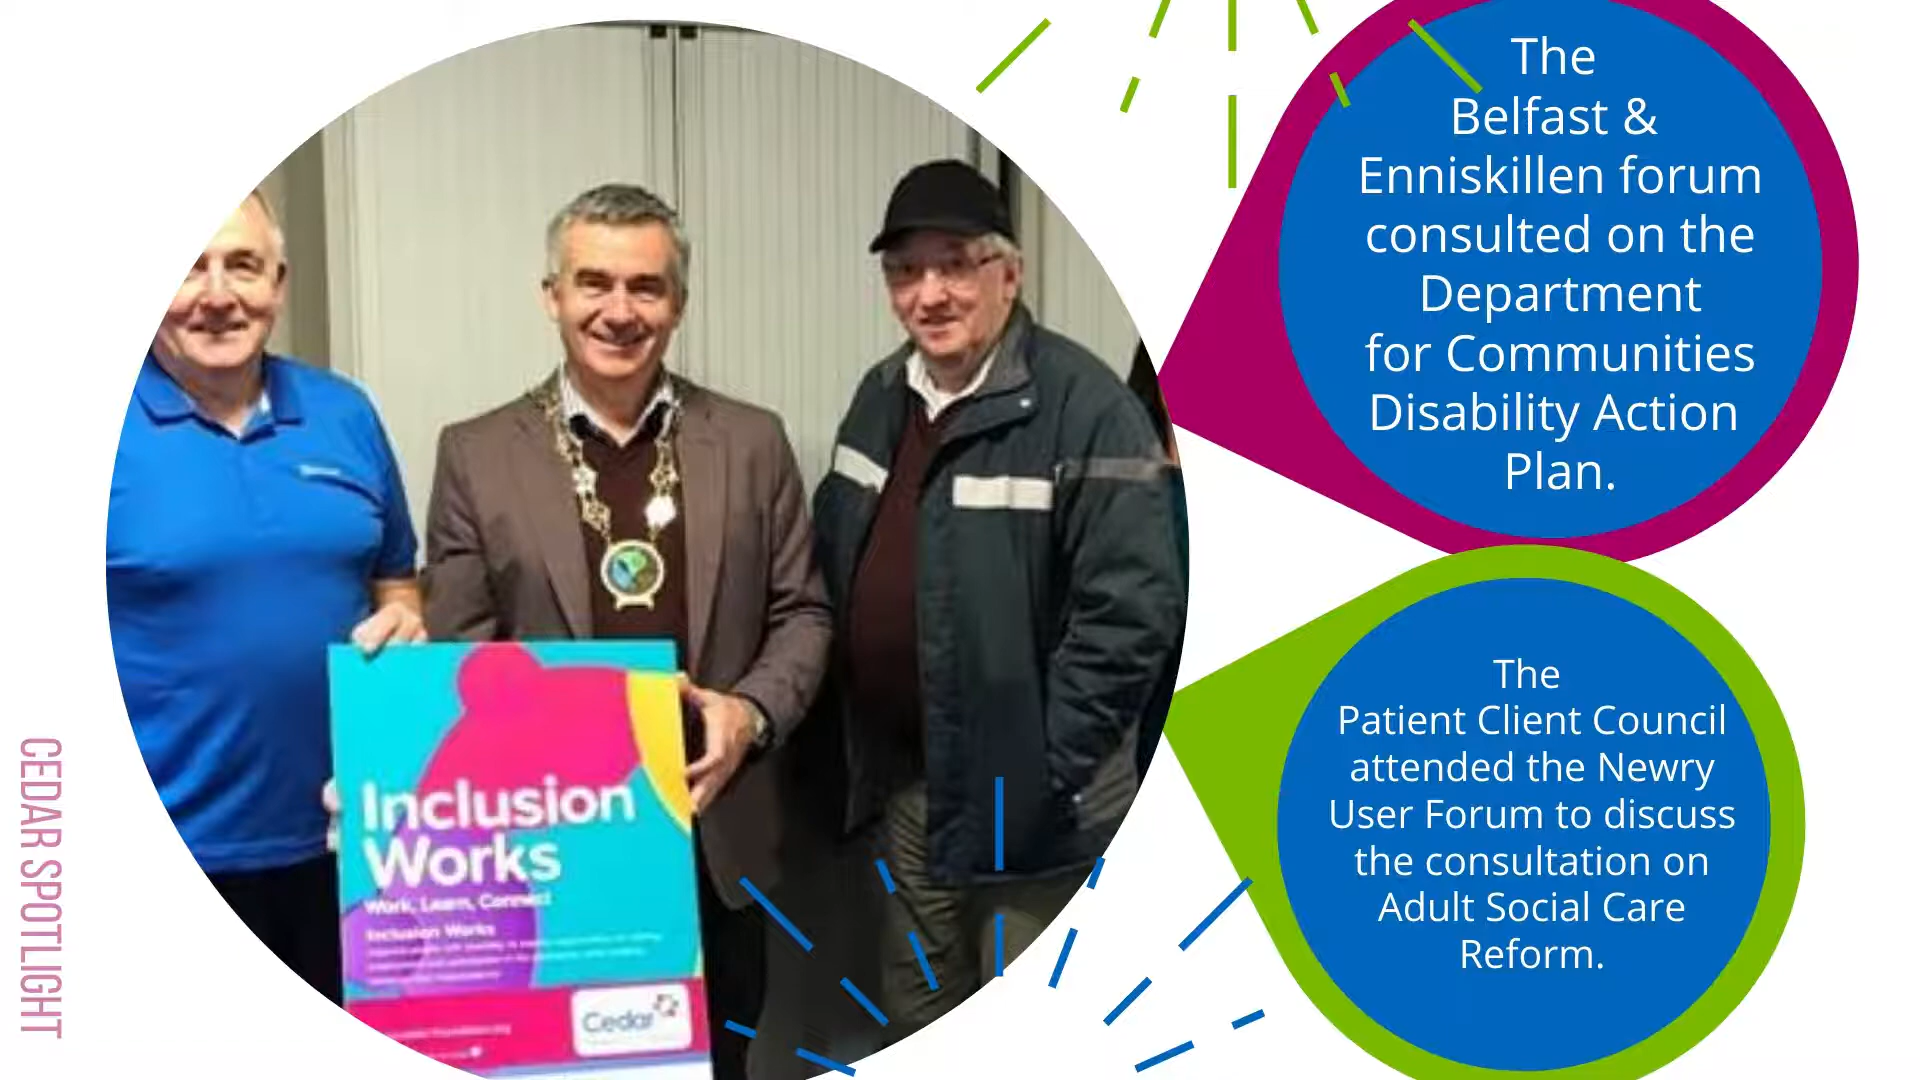 The
Belfast &
Enniskillen forum
consulted on the
Department
for Communities
Disability Action
Plan.
The
Patient Client Council
attended the Newry
User Forum to discuss
the consultation on
Adult Social Care
Reform.
Inclusion
Works
Work, Learn, Connect
Inclusion Works
Cedar
CEDAR SPOTLIGHT